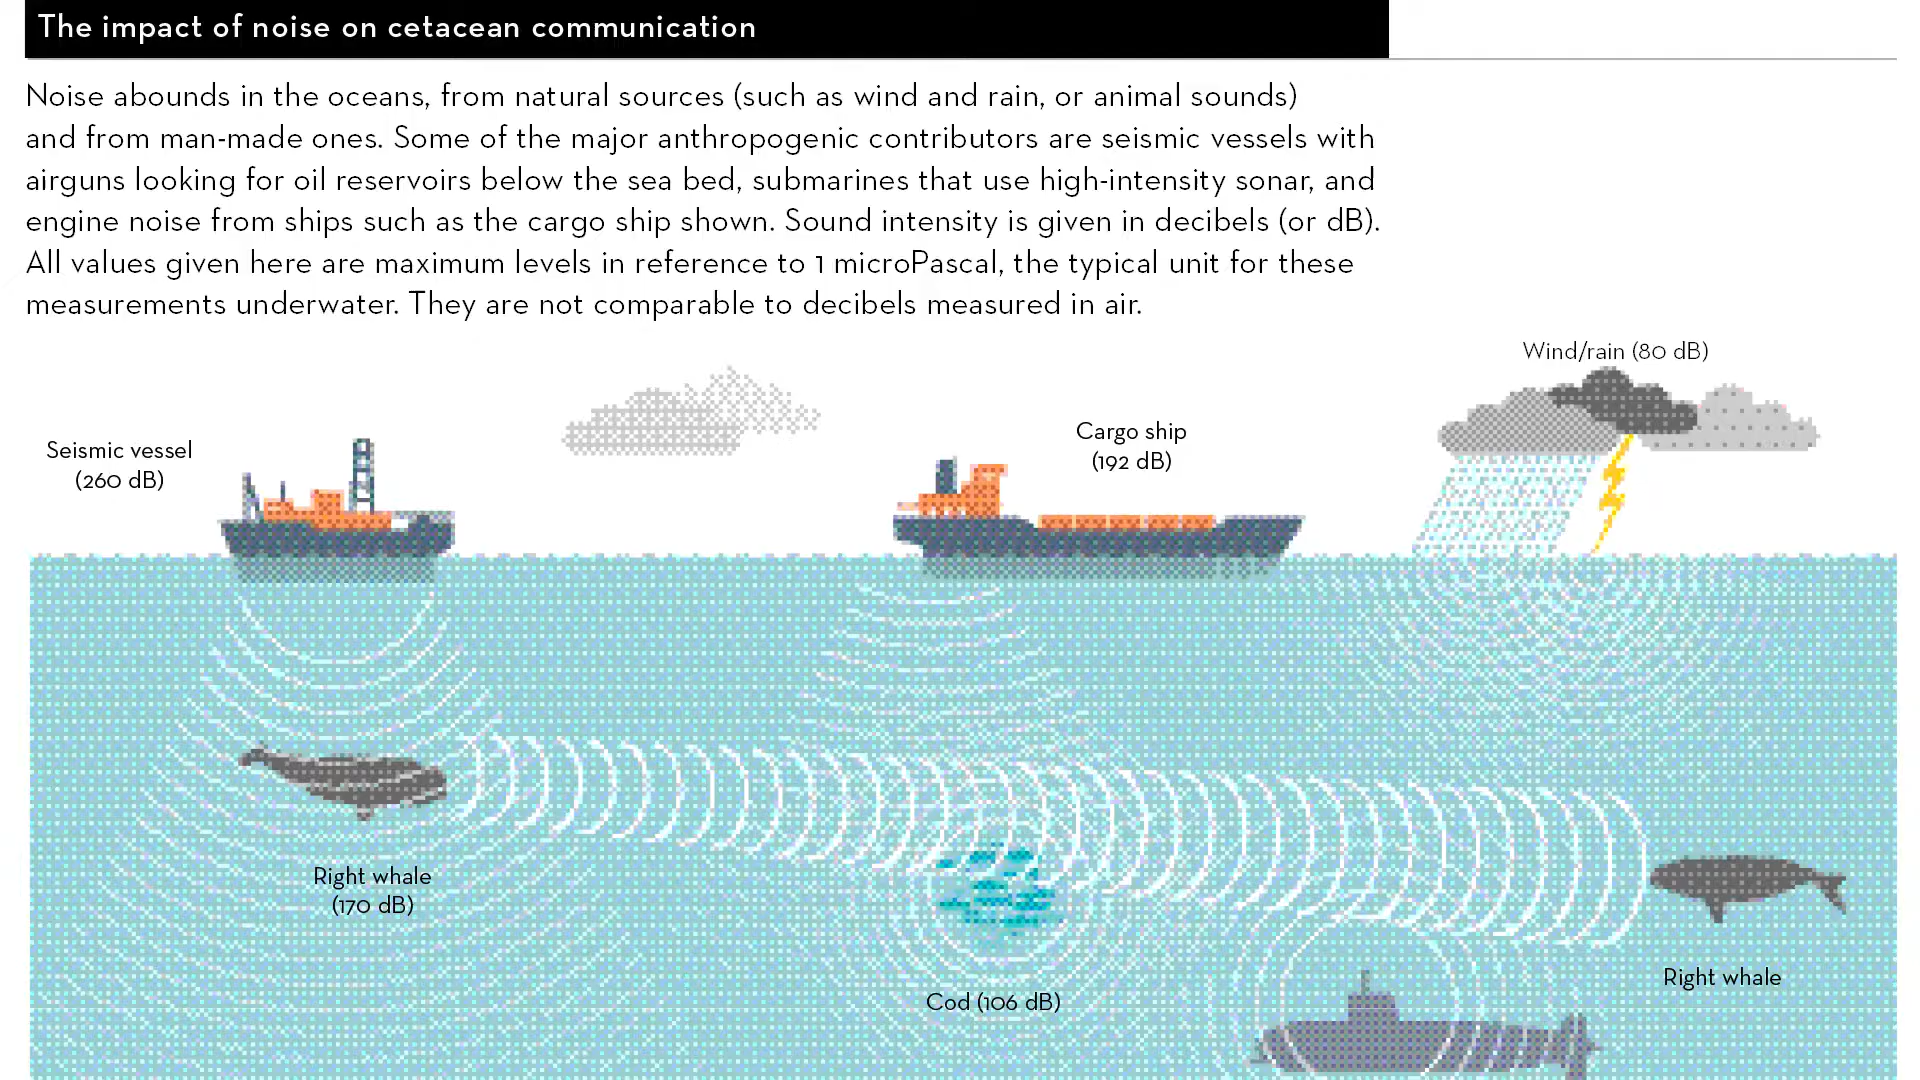 The impact of noise on cetacean communication
Noise abounds in the oceans, from natural sources (such as wind and rain, or animal sounds)
and from man-made ones. Some of the major anthropogenic contributors are seismic vessels with
airguns looking for oil reservoirs below the sea bed, submarines that use high-intensity sonar, and
engine noise from ships such as the cargo ship shown. Sound intensity is given in decibels (or dB).
All values given here are maximum levels in reference to 1 microPascal, the typical unit for these
measurements underwater. They are not comparable to decibels measured in air.
Wind/rain (80 dB)
Seismic vessel
(260 dB)
Cargo ship
(192 dB)
Right whale
(170 dB)
Cod (106 dB)
Right whale